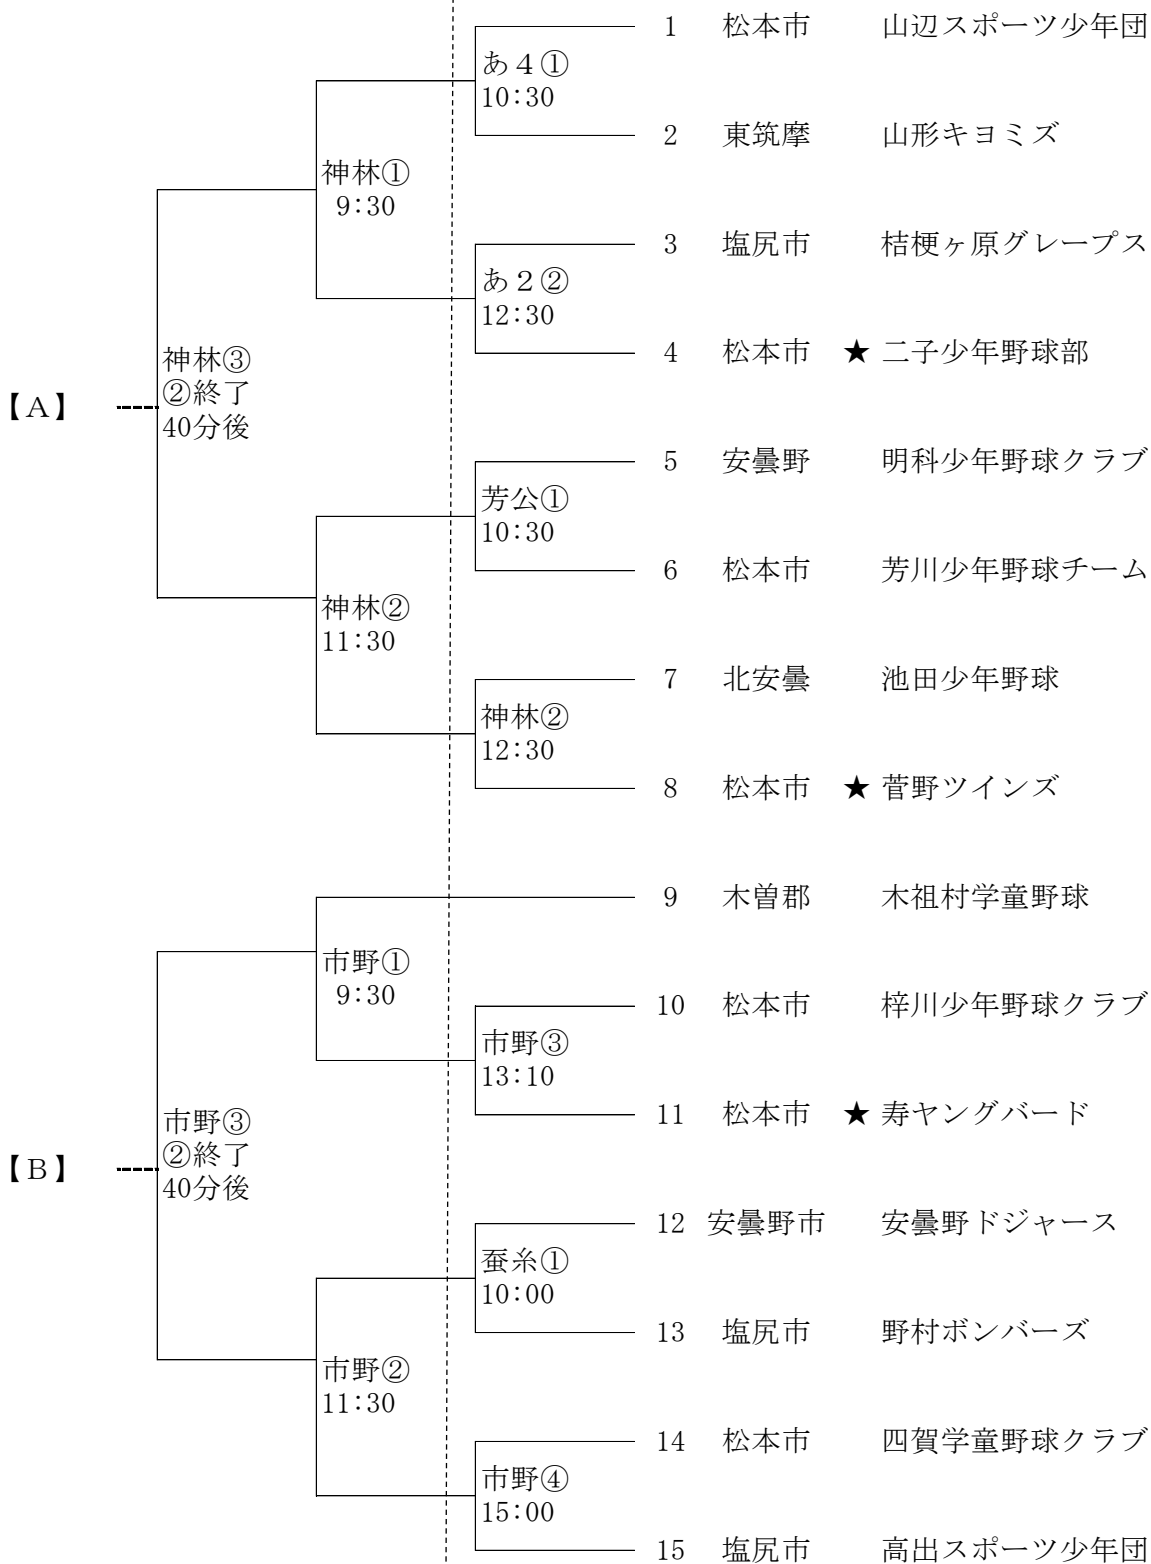 1 松本市 山辺スポーツ少年団
あ４①
10:30
2 東筑摩 山形キヨミズ
神林①
9:30
3 塩尻市 桔梗ヶ原グレープス
あ２②
12:30
4 松本市 ★ 二子少年野球部
神林③
②終了
40分後
【Ａ】
5 安曇野 明科少年野球クラブ
芳公①
10:30
6 松本市 芳川少年野球チーム
神林②
11:30
7 北安曇 池田少年野球
神林②
12:30
8 松本市 ★ 菅野ツインズ
9 木曽郡 木祖村学童野球
市野①
9:30
10 松本市 梓川少年野球クラブ
市野③
13:10
11 松本市 ★ 寿ヤングバード
市野③
②終了
40分後
【Ｂ】
12 安曇野市 安曇野ドジャース
蚕糸①
10:00
13 塩尻市 野村ボンバーズ
市野②
11:30
14 松本市 四賀学童野球クラブ
市野④
15:00
15 塩尻市 高出スポーツ少年団